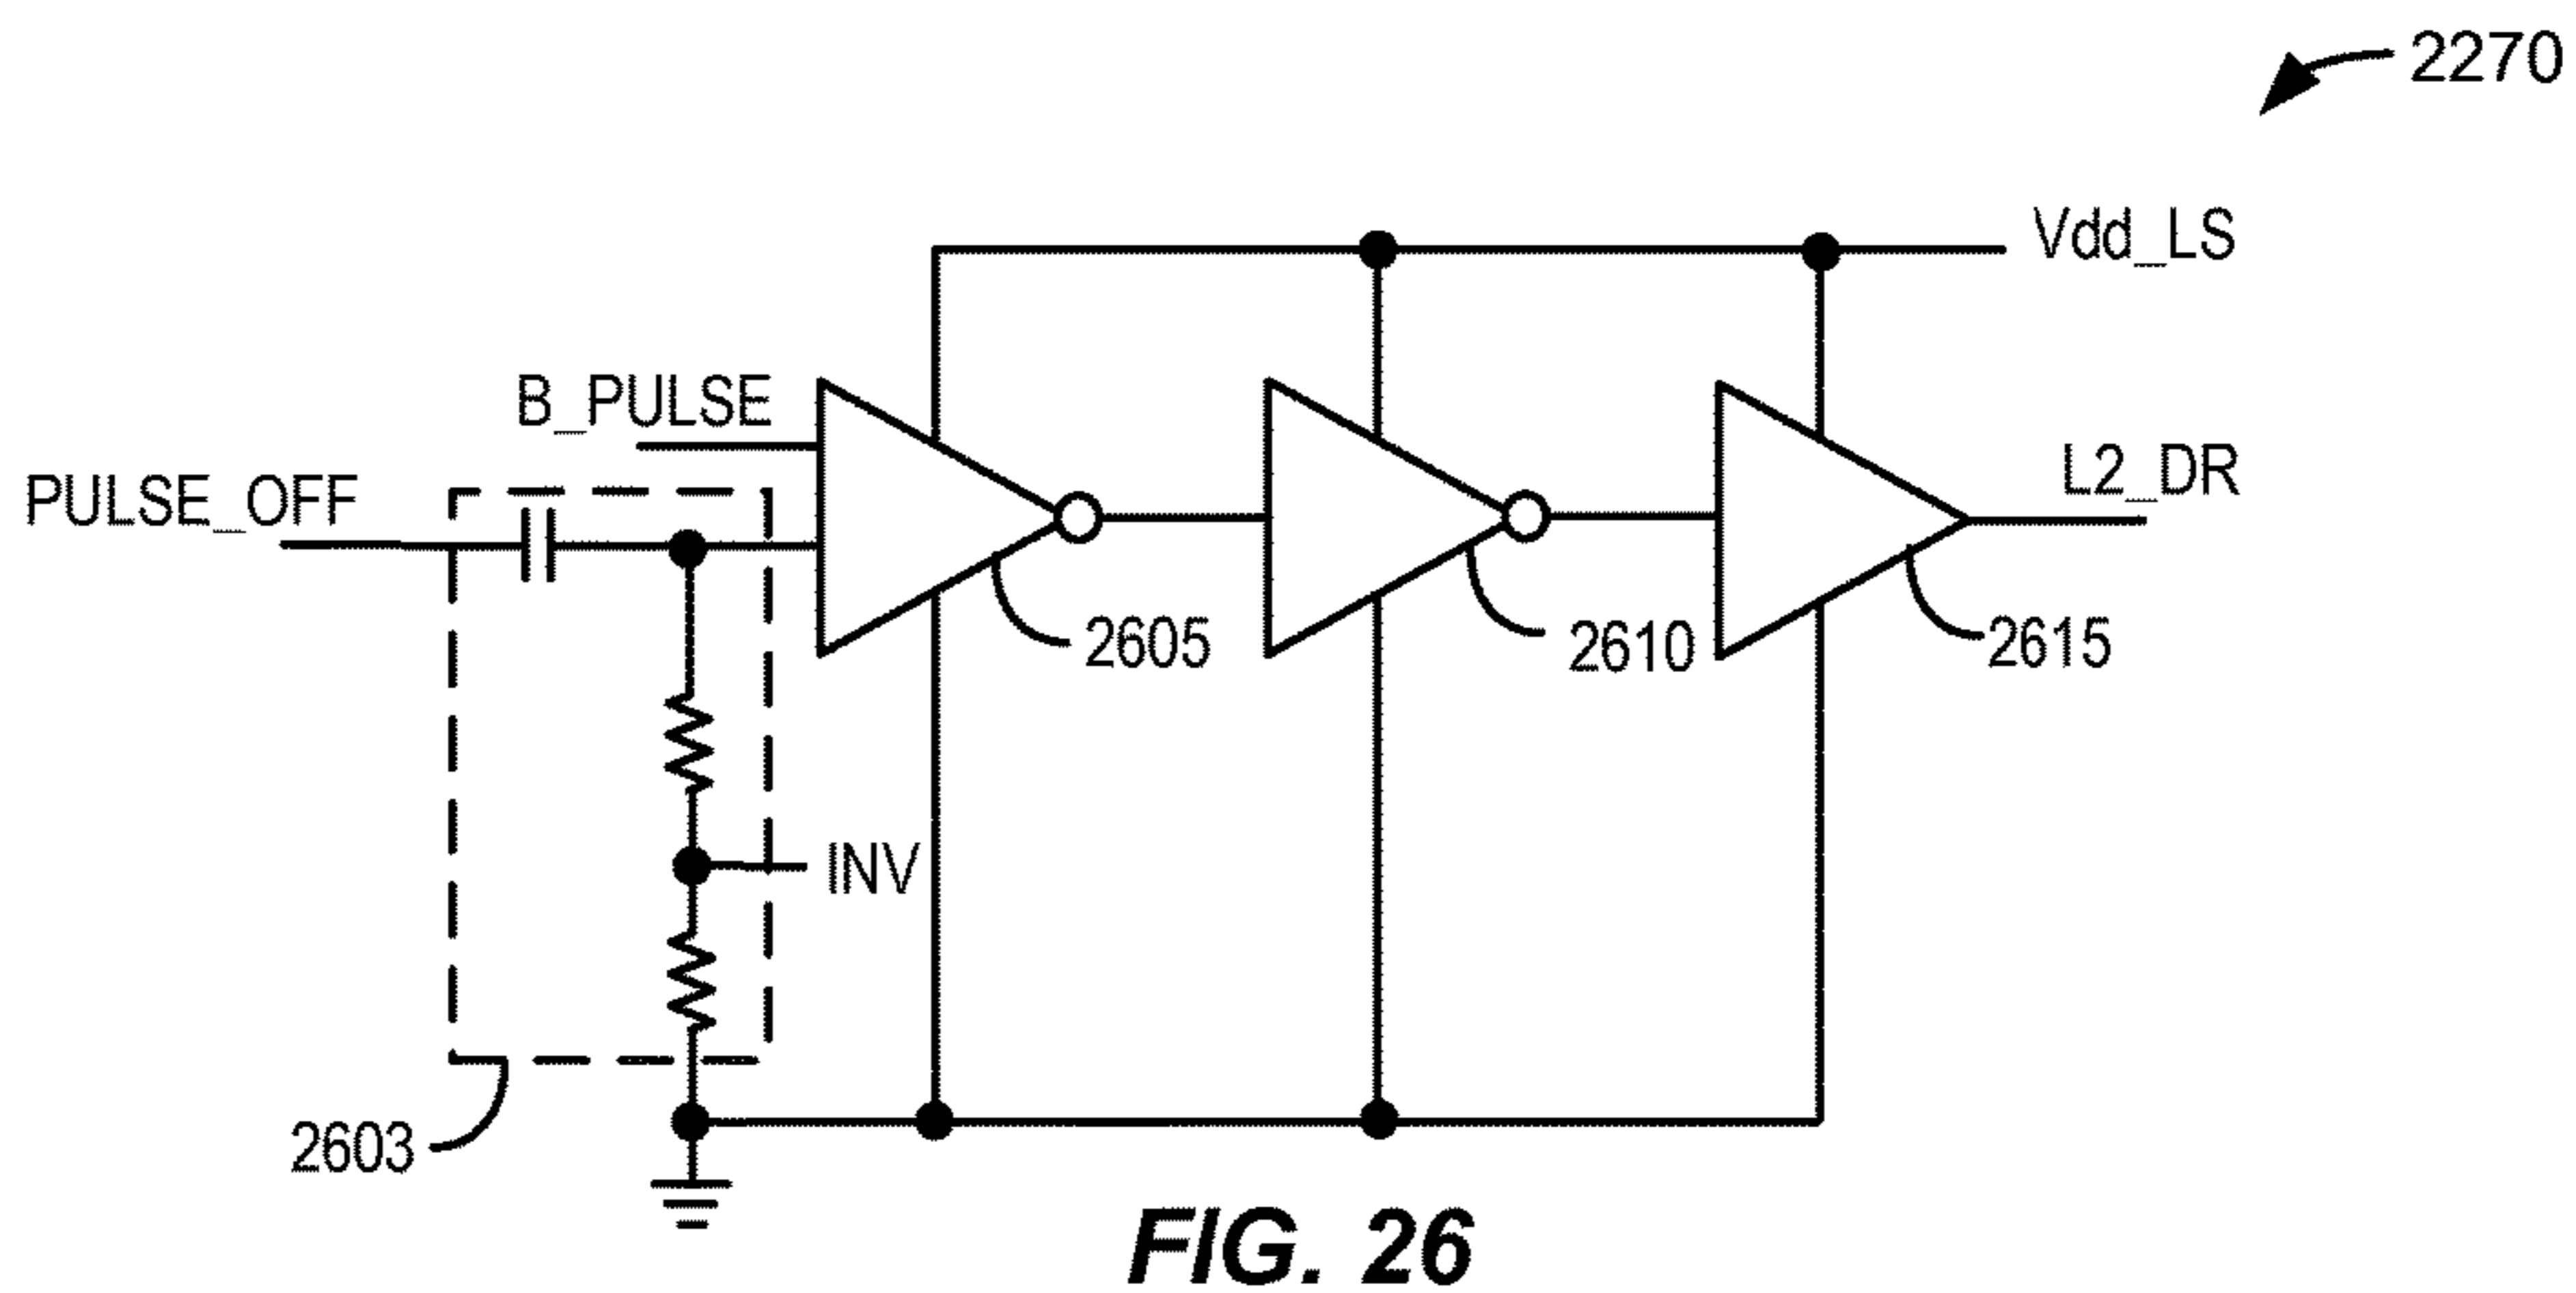 2270
Vdd_LS
B_PULSE
PULSE_OFF
L2_DR
2605
2610
2615
INV
2603
FIG. 26